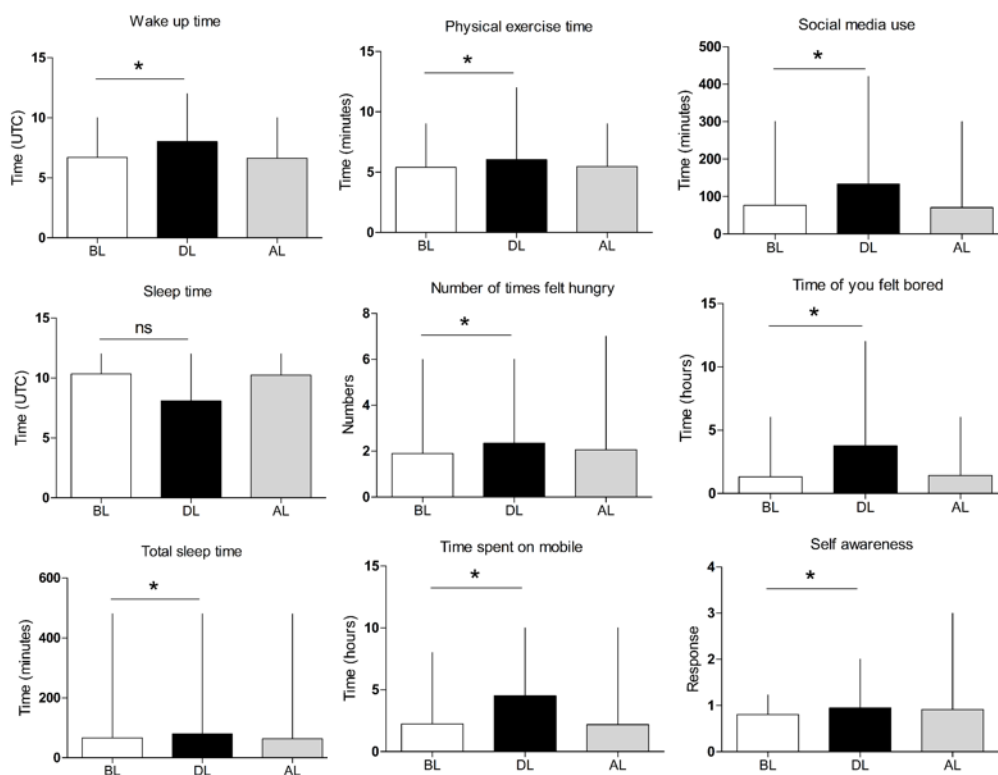 Wake up time
15
10
5
0
Time (UTC)
*
BL DL AL
Physical exercise time
15
10
5
0
Time (minutes)
*
BL DL AL
Social media use
500
400
300
200
100
0
Time (minutes)
*
BL DL AL
Sleep time
15
10
5
0
Time (UTC)
ns
BL DL AL
Number of times felt hungry
8
6
4
2
0
Numbers
*
BL DL AL
Time of you felt bored
15
10
5
0
Time (hours)
*
BL DL AL
Total sleep time
600
400
200
0
Time (minutes)
*
BL DL AL
Time spent on mobile
15
10
5
0
Time (hours)
*
BL DL AL
Self awareness
4
3
2
1
0
Response
*
BL DL AL